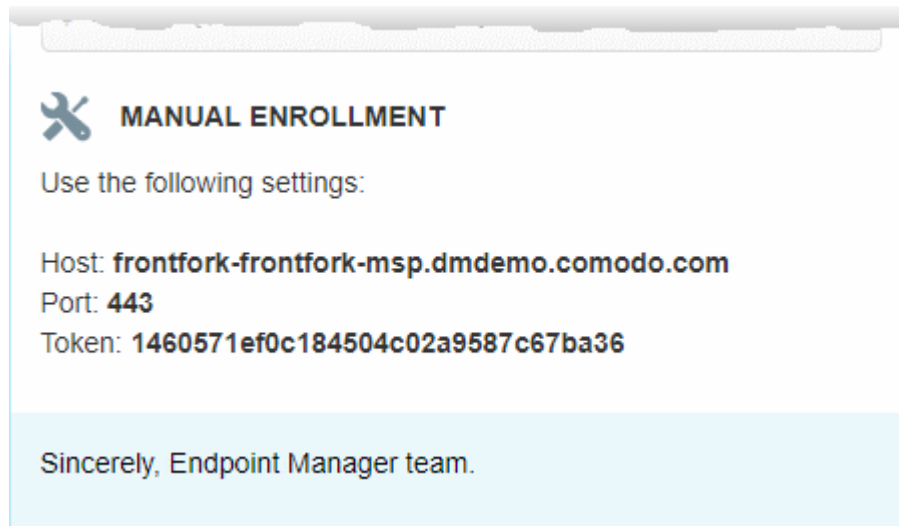 MANUAL ENROLLMENT
Use the following settings:
Host: frontfork-frontfork-msp.dmdemo.comodo.com
Port: 443
Token: 1460571ef0c184504c02a9587c67ba36
Sincerely, Endpoint Manager team.